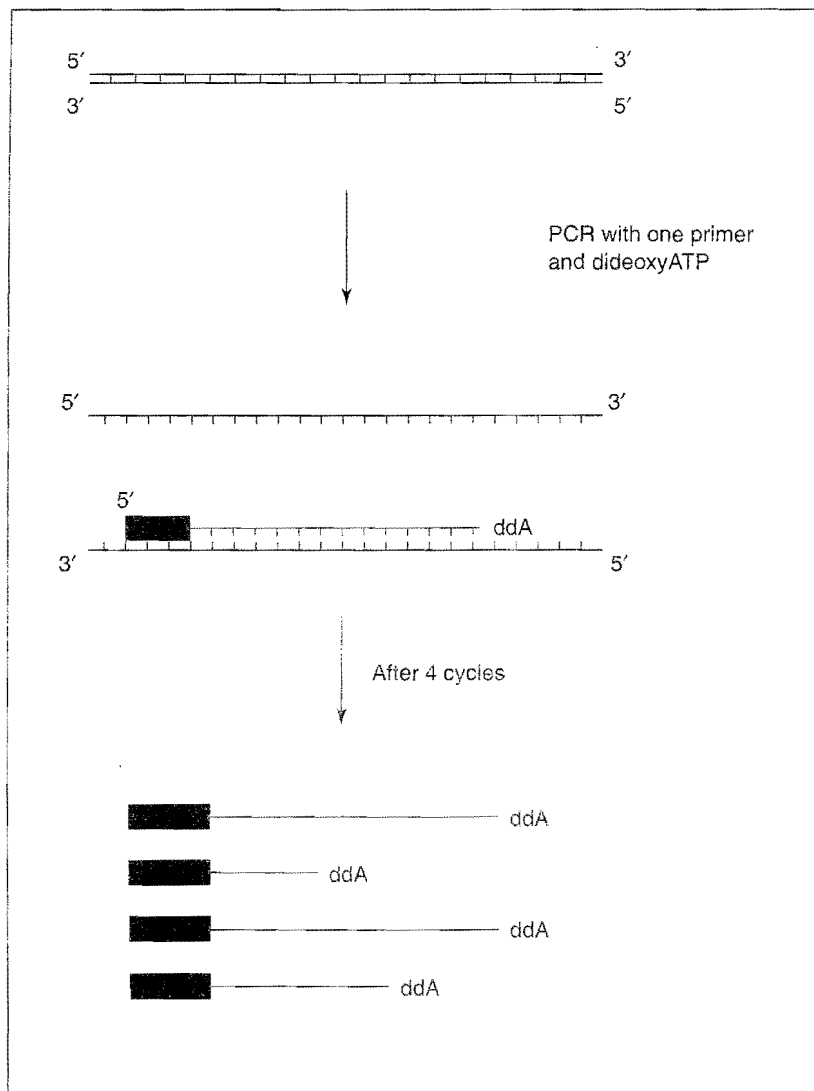 5′ 3′
3′ 5′
PCR with one primer
and dideoxyATP
5′ 3′
5′
ddA
3′ 5′
After 4 cycles
ddA
ddA
ddA
ddA